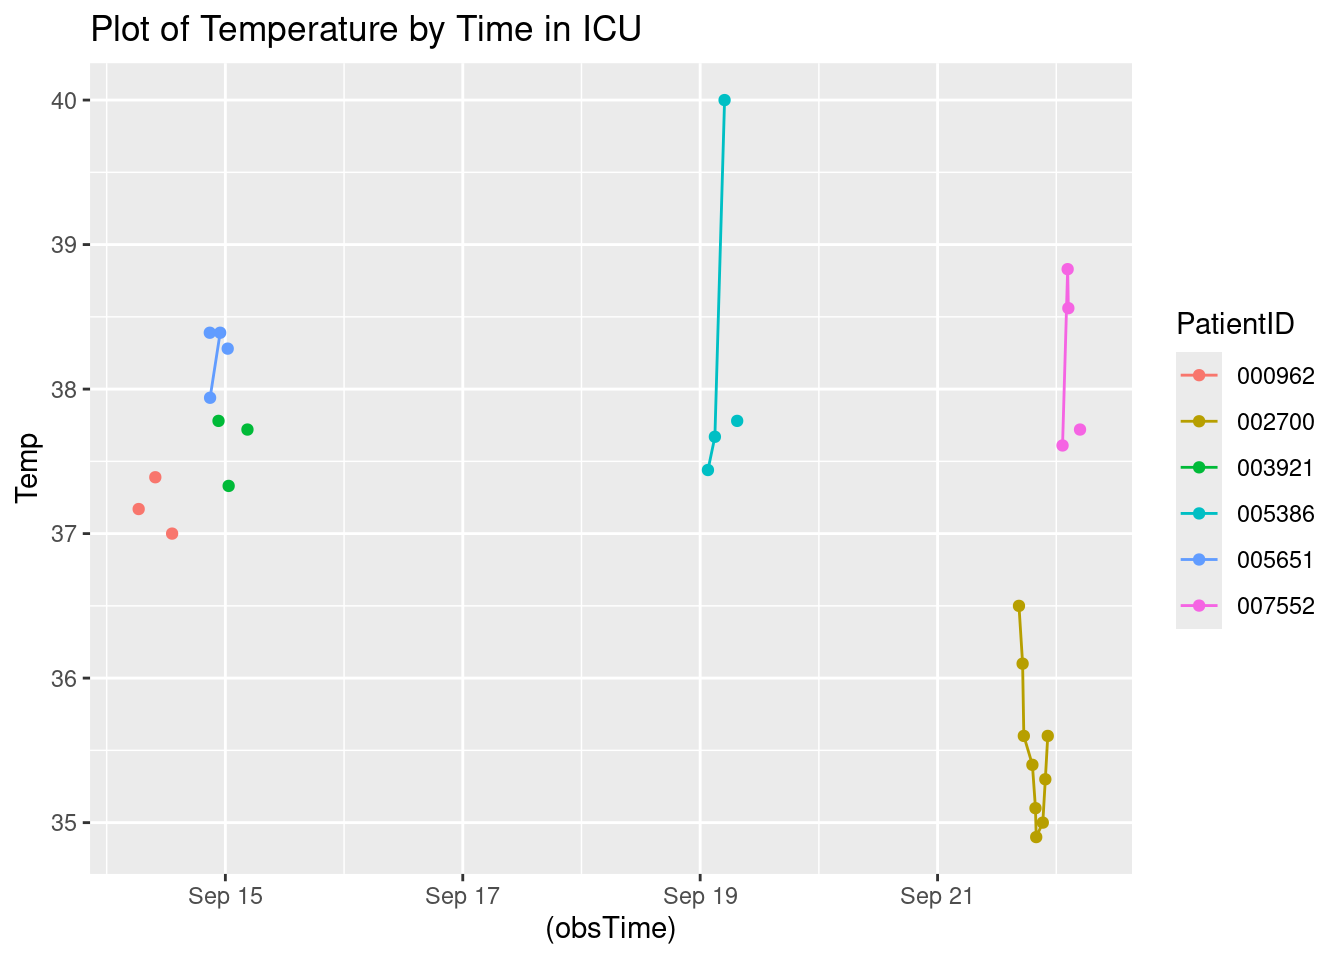 Plot of Temperature by Time in ICU
Temp
40
39
38
37
36
35
Sep 15
Sep 17
Sep 19
Sep 21
(obsTime)
PatientID
000962
002700
003921
005386
005651
007552